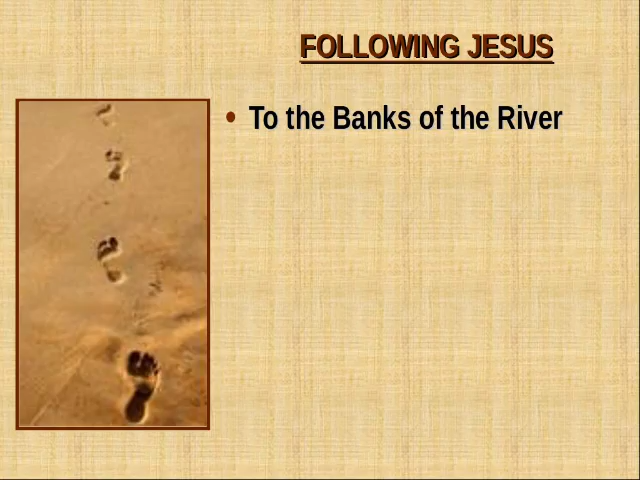 FOLLOWING JESUS
• To the Banks of the River